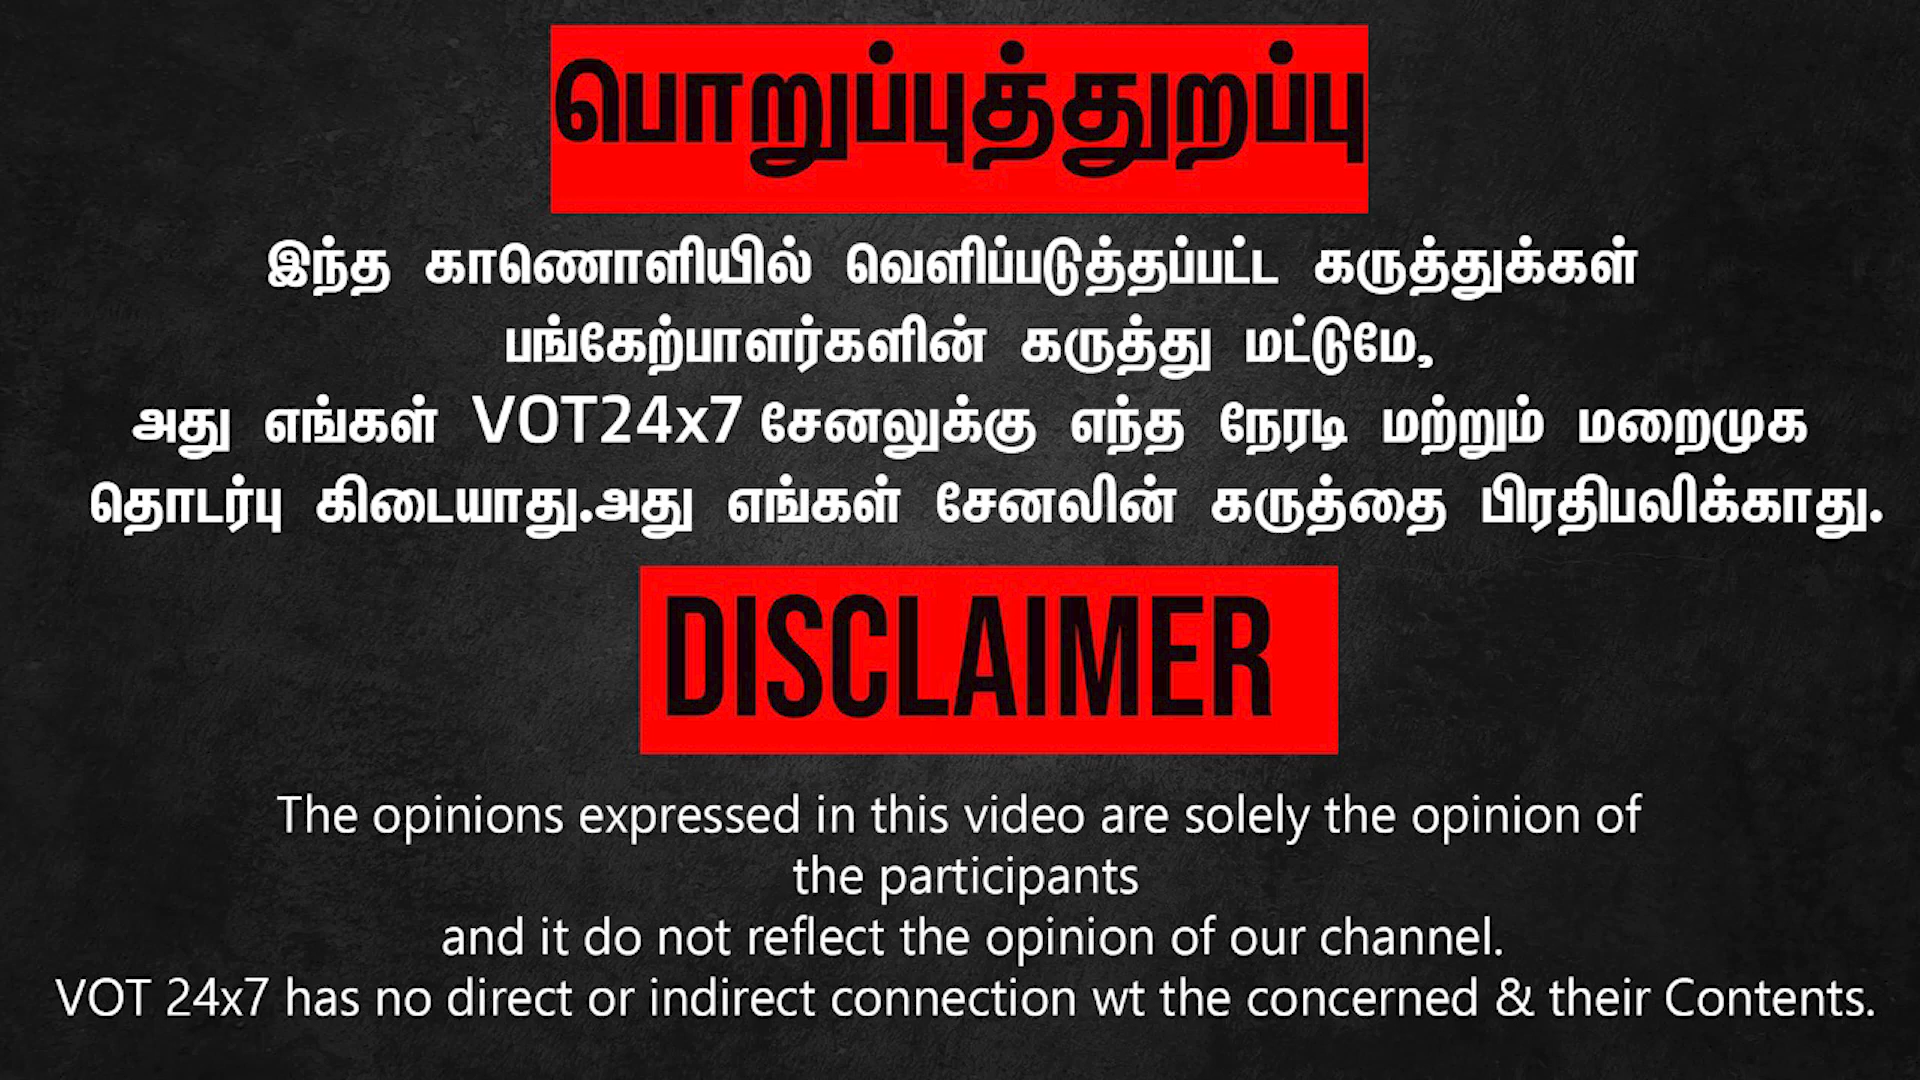 பொறுப்புத்துறப்பு
இந்த காணொளியில் வெளிப்படுத்தப்பட்ட கருத்துக்கள்
பங்கேற்பாளர்களின் கருத்து மட்டுமே,
அது எங்கள் VOT24x7 சேனலுக்கு எந்த நேரடி மற்றும் மறைமுக
தொடர்பு கிடையாது.அது எங்கள் சேனலின் கருத்தை பிரதிபலிக்காது.
DISCLAIMER
The opinions expressed in this video are solely the opinion of
the participants
and it do not reflect the opinion of our channel.
VOT 24x7 has no direct or indirect connection wt the concerned & their Contents.